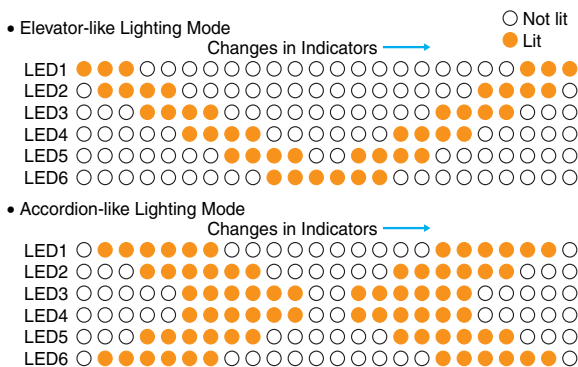 Not lit
• Elevator-like Lighting Mode
Lit
Changes in Indicators
LED1
LED2
LED3
LED4
LED5
LED6
• Accordion-like Lighting Mode
Changes in Indicators
LED1
LED2
LED3
LED4
LED5
LED6